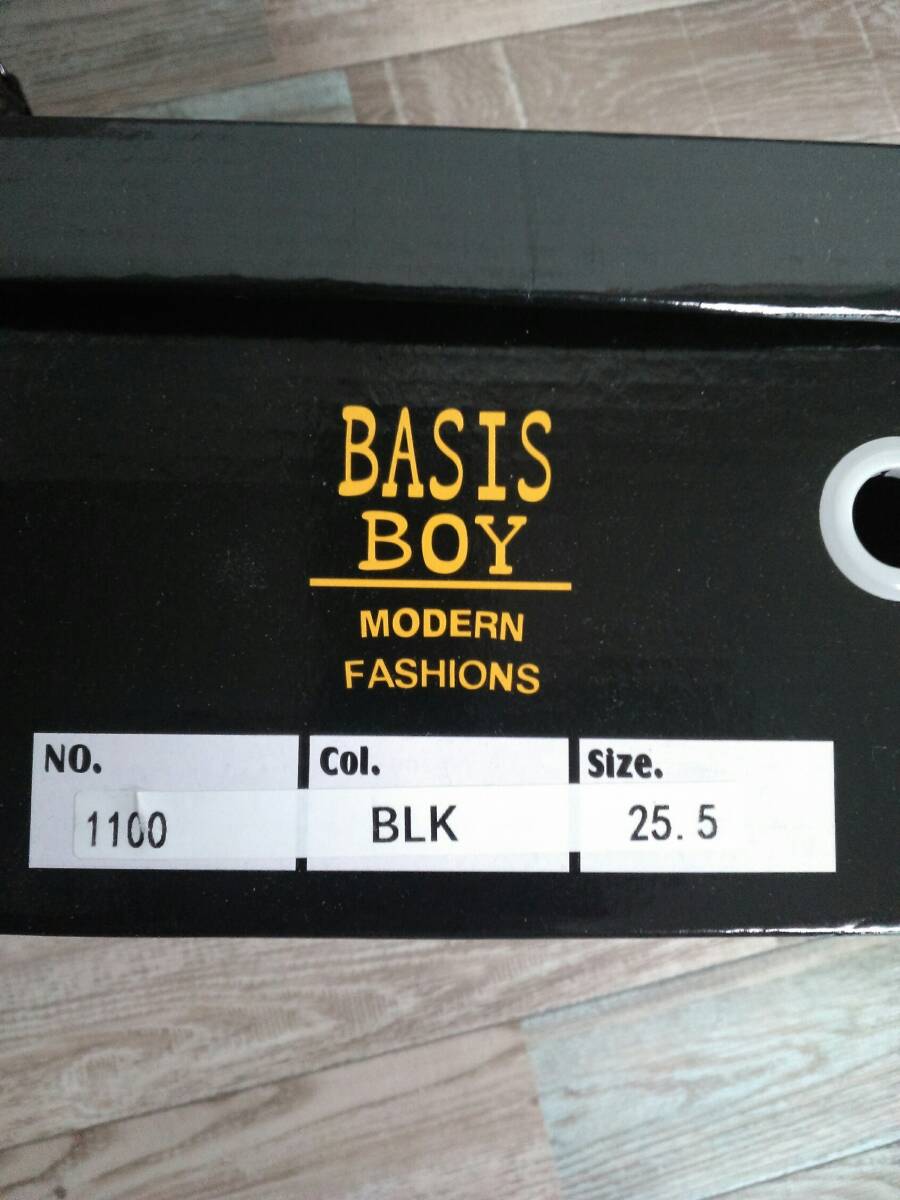 BASIS
BOY
MODERN
FASHIONS
NO. Col. Size.
1100 BLK 25.5